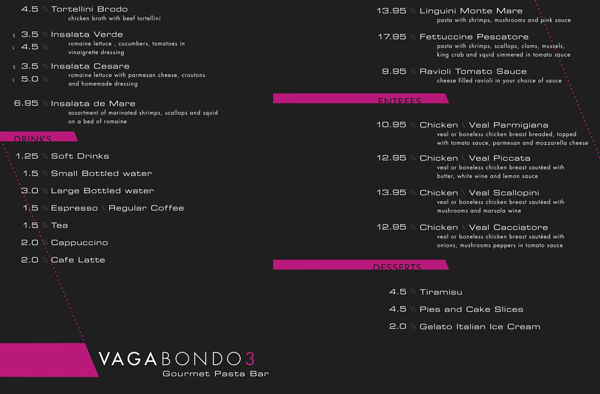 4.5 \\ Tortellini Brodo
chicken broth with beef tortellini
s 3.5 \\ Insalata Verde
L 4.5 \\ romaine lettuce , cucumbers, tomatoes in
vinaigrette dressing
s 3.5 \\ Insalata Cesare
L 5.0 \\ romaine lettuce with parmesan cheese, croutons
and homemade dressing
6.95 \\ Insalata de Mare
assortment of marinated shrimps, scallops and squid
on a bed of romaine
DRINKS
1.25 \\ Soft Drinks
1.5 \\ Small Bottled water
3.0 \\ Large Bottled water
1.5 \\ Espresso \ Regular Coffee
1.5 \\ Tea
2.0 \\ Cappuccino
2.0 \\ Cafe Latte
VAGABONDO3
Gourmet Pasta Bar
13.95 \\ Linguini Monte Mare
pasta with shrimps, mushrooms and pink sauce
17.95 \\ Fettuccine Pescatore
pasta with shrimps, scallops, clams, mussels,
king crab and squid simmered in tomato sauce
9.95 \\ Ravioli Tomato Sauce
cheese filled ravioli in your choice of sauce
ENTREES
10.95 \\ Chicken \ Veal Parmigiana
veal or boneless chicken breast breaded, topped
with tomato sauce, parmesan and mozzarella cheese
12.95 \\ Chicken \ Veal Piccata
veal or boneless chicken breast sautéed with
butter, white wine and lemon sauce
13.95 \\ Chicken \ Veal Scallopini
veal or boneless chicken breast sautéed with
mushrooms and marsala wine
12.95 \\ Chicken \ Veal Cacciatore
veal or boneless chicken breast sautéed with
onions, mushrooms peppers in tomato sauce
DESSERTS
4.5 \\ Tiramisu
4.5 \\ Pies and Cake Slices
2.0 \\ Gelato Italian Ice Cream